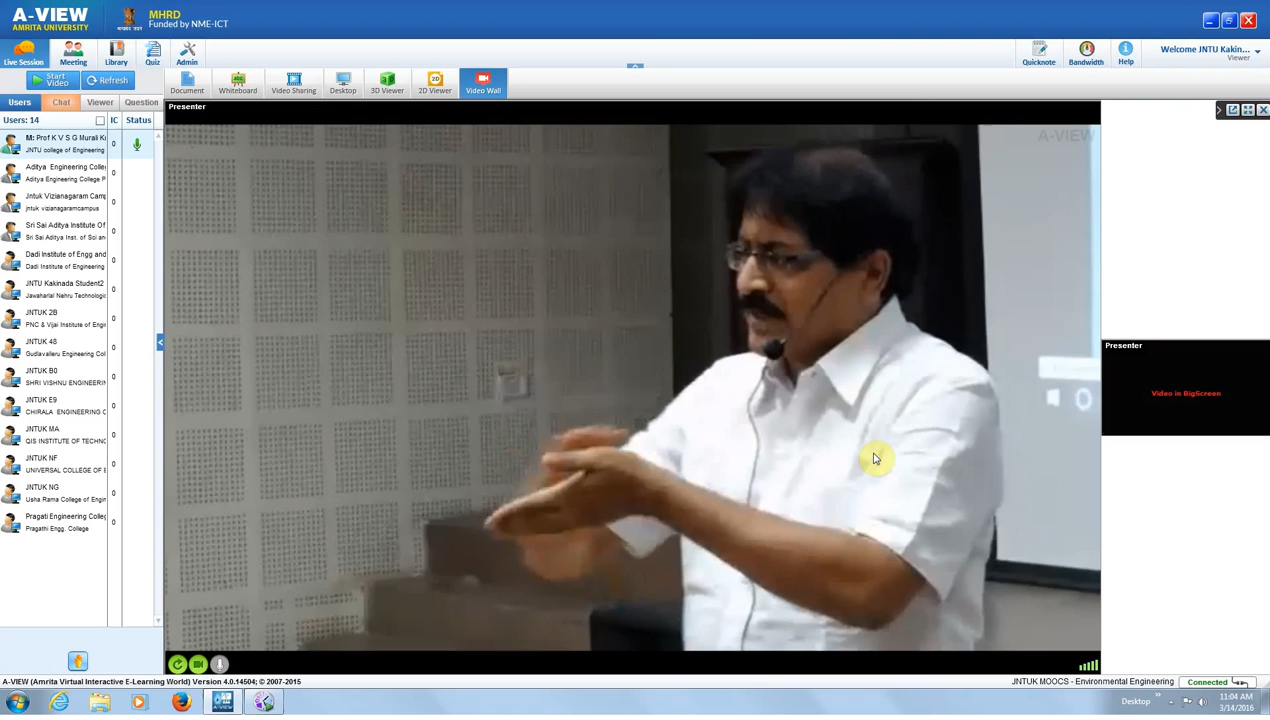 A-VIEW
AMRITA UNIVERSITY
MHRD
Funded by NME-ICT
Live Session
Meeting
Library
Quiz
Admin
Quicknote
Bandwidth
Help
Welcome JNTU Kakin...
Viewer
Start Video
Refresh
Document
Whiteboard
Video Sharing
Desktop
3D Viewer
2D Viewer
Video Wall
Users
Chat
Viewer
Question
Users: 14
IC
Status
Presenter
A-VIEW
M: Prof K V S G Murali Kr
JNTU college of Engineering
0
Aditya Engineering Colleg
Aditya Engineering College P
0
Jntuk Vizianagaram Camp
jntuk vizianagaramcampus
0
Sri Sai Aditya Institute Of
Sri Sai Aditya Inst. of Sci an
0
Dadi Institute of Engg and
Dadi Institute of Engineering
0
JNTU Kakinada Student2
Jawaharlal Nehru Technologic
0
JNTUK 2B
PNC & Vijai Institute of Engin
0
JNTUK 48
Gudlavalleru Engineering Col
0
JNTUK B0
SHRI VISHNU ENGINEERIN
0
JNTUK E9
CHIRALA ENGINEERING C
0
JNTUK MA
QIS INSTITUTE OF TECHNO
0
JNTUK NF
UNIVERSAL COLLEGE OF E
0
JNTUK NG
Usha Rama College of Engin
0
Pragati Engineering Colleg
Pragathi Engg. College
0
Presenter
Video in BigScreen
A-VIEW (Amrita Virtual Interactive E-Learning World) Version 4.0.14504; © 2007-2015
JNTUK MOOCS - Environmental Engineering
Connected
Desktop
11:04 AM
3/14/2016